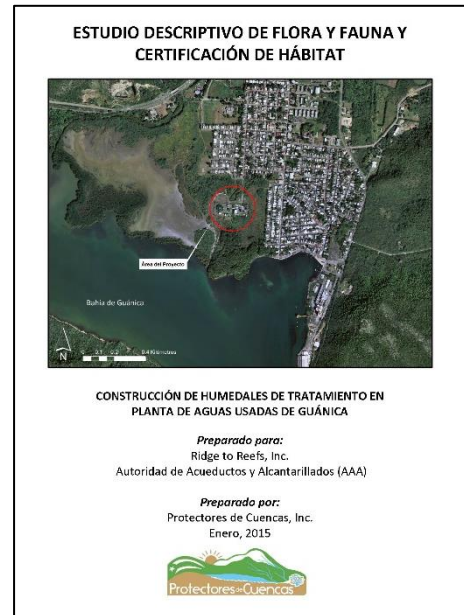 ESTUDIO DESCRIPTIVO DE FLORA Y FAUNA Y
CERTIFICACIÓN DE HÁBITAT
Área del Proyecto
Bahía de Guánica
N
CONSTRUCCIÓN DE HUMEDALES DE TRATAMIENTO EN
PLANTA DE AGUAS USADAS DE GUÁNICA
Preparado para:
Ridge to Reefs, Inc.
Autoridad de Acueductos y Alcantarillados (AAA)
Preparado por:
Protectores de Cuencas, Inc.
Enero, 2015
Protectores de Cuencas